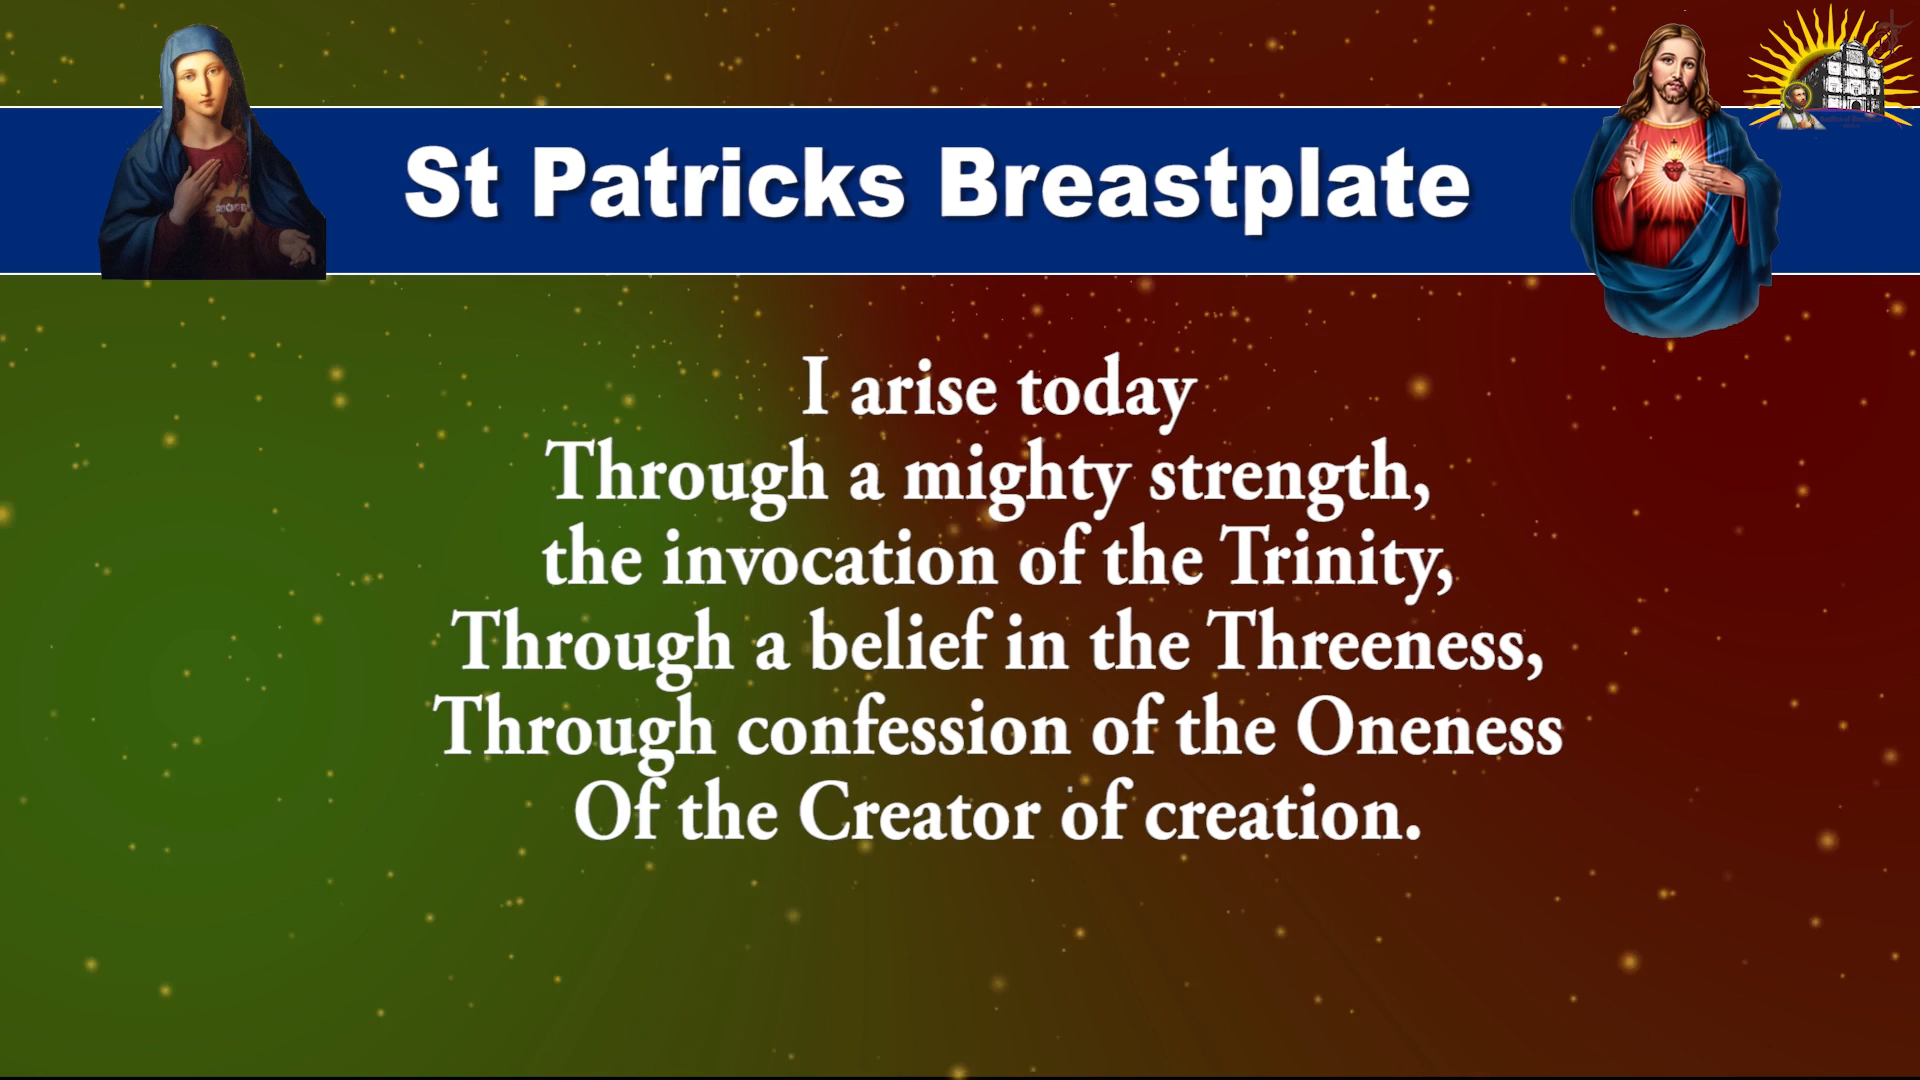 St Patricks Breastplate
I arise today
Through a mighty strength,
the invocation of the Trinity,
Through a belief in the Threeness,
Through confession of the Oneness
Of the Creator of creation.